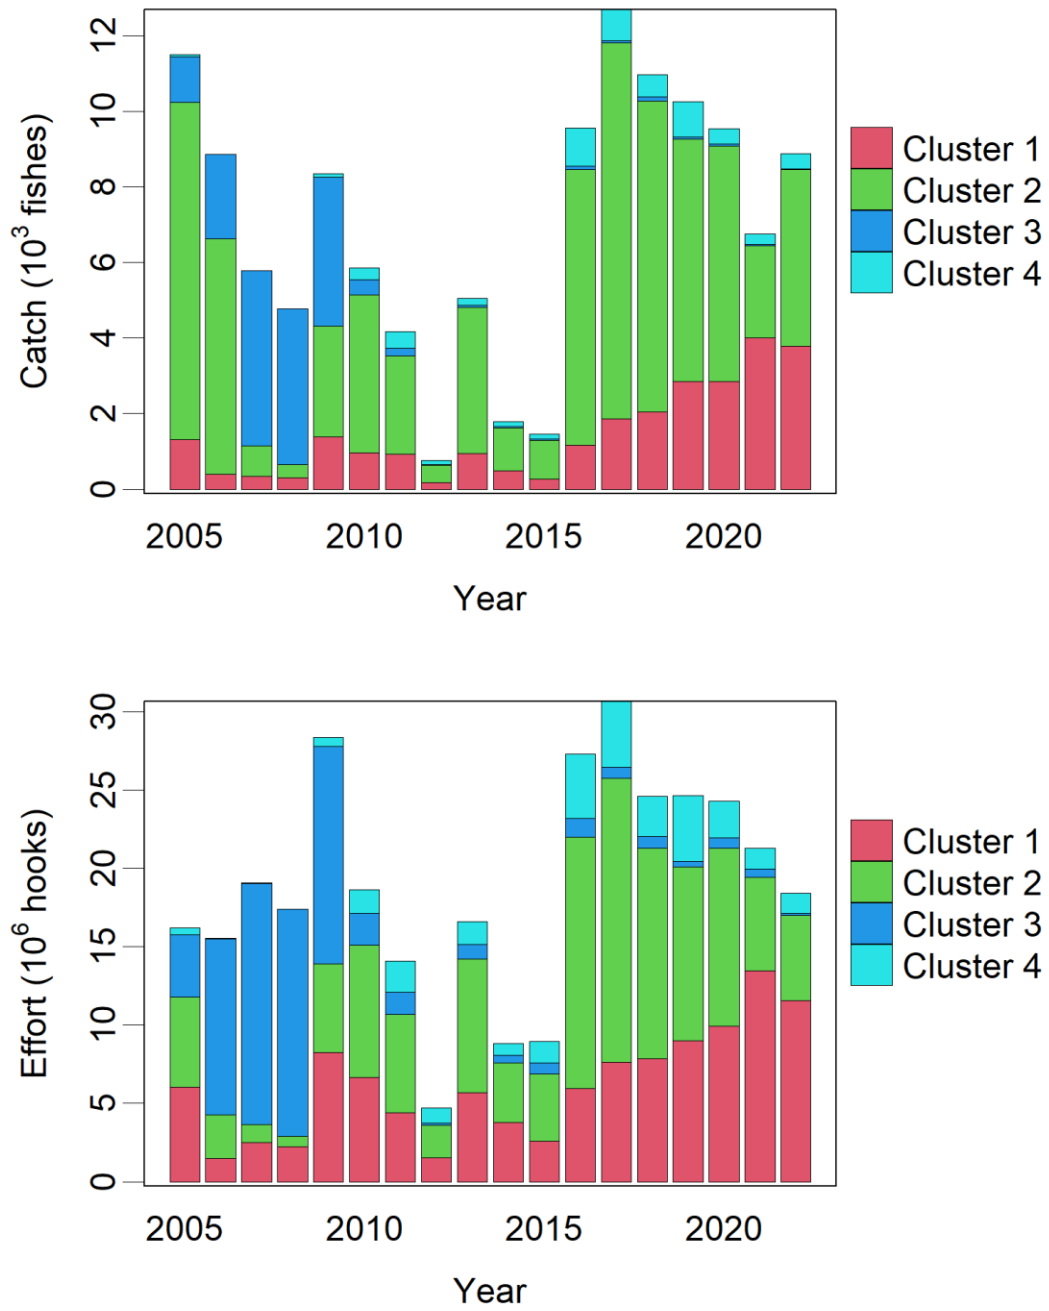 Catch (10³ fishes)
12
10
8
6
4
2
0
2005 2010 2015 2020
Year
Cluster 1
Cluster 2
Cluster 3
Cluster 4
Effort (10⁶ hooks)
30
25
20
15
10
5
0
2005 2010 2015 2020
Year
Cluster 1
Cluster 2
Cluster 3
Cluster 4